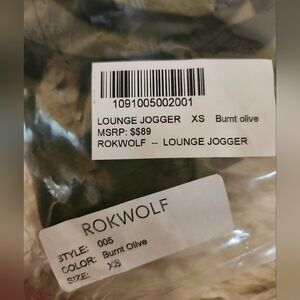 1091005002001
LOUNGE JOGGER XS Burnt olive
MSRP: $$89
ROKWOLF -- LOUNGE JOGGER
ROKWOLF
STYLE: 005
COLOR: Burnt Olive
SIZE: XS